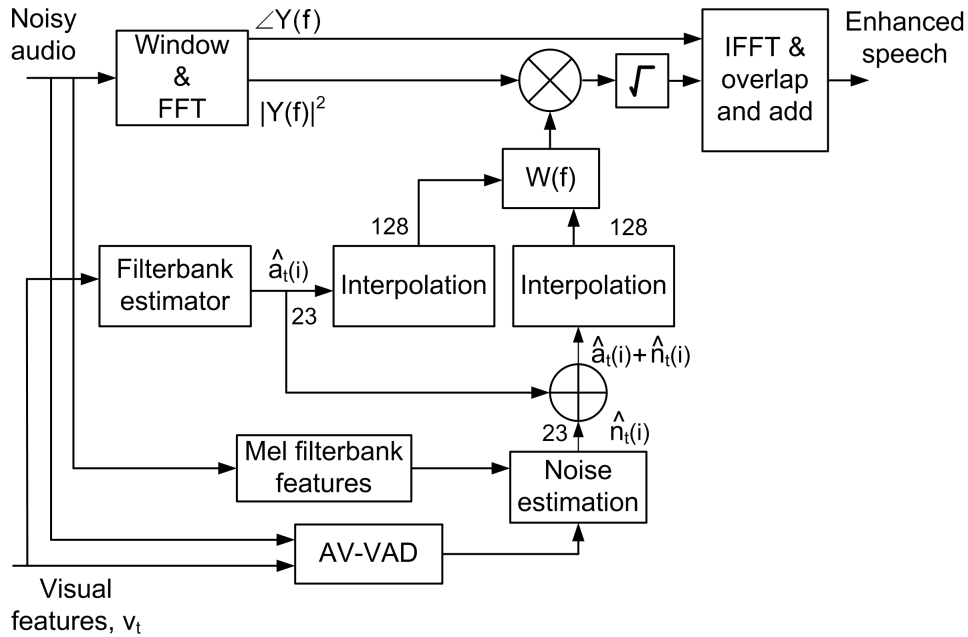 Noisy
audio
Window
&
FFT
∠Y(f)
|Y(f)|²
√
IFFT &
overlap
and add
Enhanced
speech
W(f)
128
128
Filterbank
estimator
â_t(i)
23
Interpolation
Interpolation
â_t(i)+n̂_t(i)
23
n̂_t(i)
Mel filterbank
features
Noise
estimation
AV-VAD
Visual
features, v_t